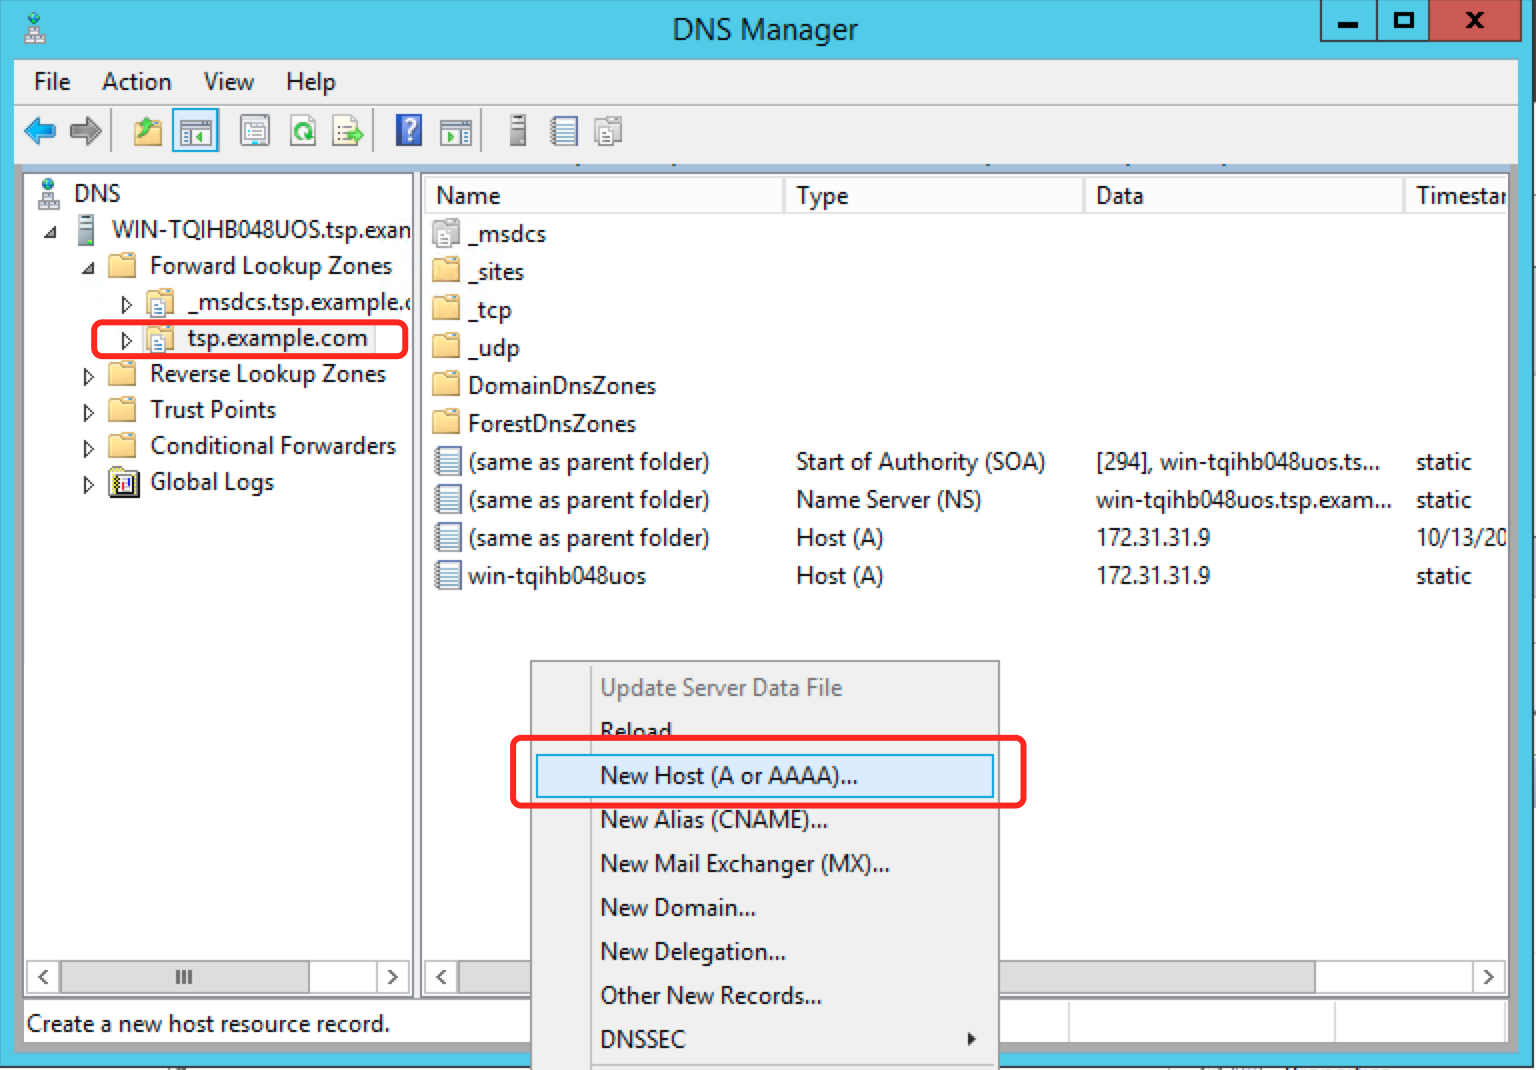 DNS Manager
File Action View Help
DNS
WIN-TQIHB048UOS.tsp.exan
Forward Lookup Zones
_msdcs.tsp.example.
tsp.example.com
Reverse Lookup Zones
Trust Points
Conditional Forwarders
Global Logs
Name Type Data Timestar
_msdcs
_sites
_tcp
_udp
DomainDnsZones
ForestDnsZones
(same as parent folder) Start of Authority (SOA) [294], win-tqihb048uos.ts... static
(same as parent folder) Name Server (NS) win-tqihb048uos.tsp.exam... static
(same as parent folder) Host (A) 172.31.31.9 10/13/20
win-tqihb048uos Host (A) 172.31.31.9 static
Update Server Data File
Reload
New Host (A or AAAA)...
New Alias (CNAME)...
New Mail Exchanger (MX)...
New Domain...
New Delegation...
Other New Records...
DNSSEC
Create a new host resource record.